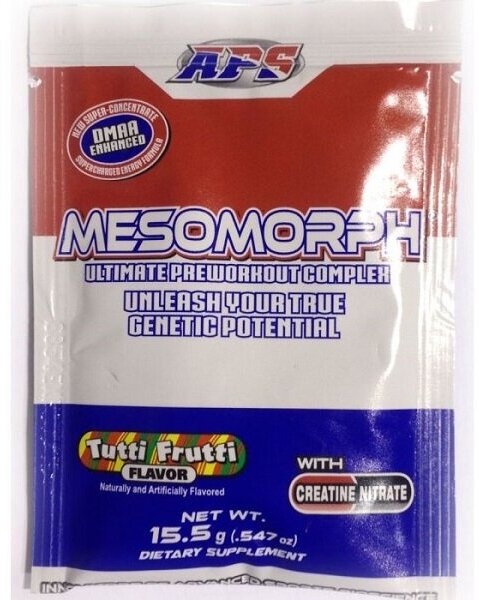 APS
NEW SUPER-CONCENTRATE
DMAA
ENHANCED
SUPERCHARGED ENERGY FORMULA
MESOMORPH
ULTIMATE PREWORKOUT COMPLEX
UNLEASH YOUR TRUE
GENETIC POTENTIAL
Tutti Frutti
FLAVOR
Naturally and Artificially Flavored
WITH
CREATINE NITRATE
NET WT.
15.5 g (.547 oz)
DIETARY SUPPLEMENT